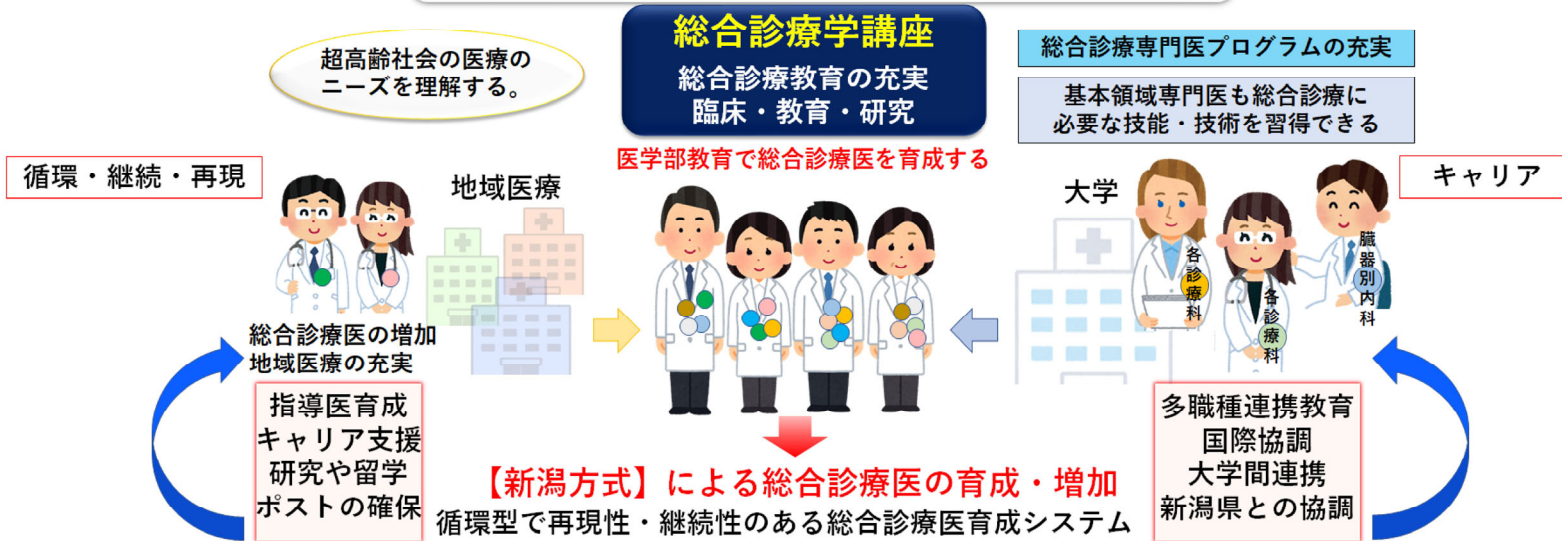 総合診療学講座
総合診療教育の充実
臨床・教育・研究
超高齢社会の医療の
ニーズを理解する。
総合診療専門医プログラムの充実
基本領域専門医も総合診療に
必要な技能・技術を習得できる
医学部教育で総合診療医を育成する
循環・継続・再現
地域医療
大学
キャリア
各診療科
各診療科
臓器別内科
総合診療医の増加
地域医療の充実
指導医育成
キャリア支援
研究や留学
ポストの確保
多職種連携教育
国際協調
大学間連携
新潟県との協調
【新潟方式】による総合診療医の育成・増加
循環型で再現性・継続性のある総合診療医育成システム